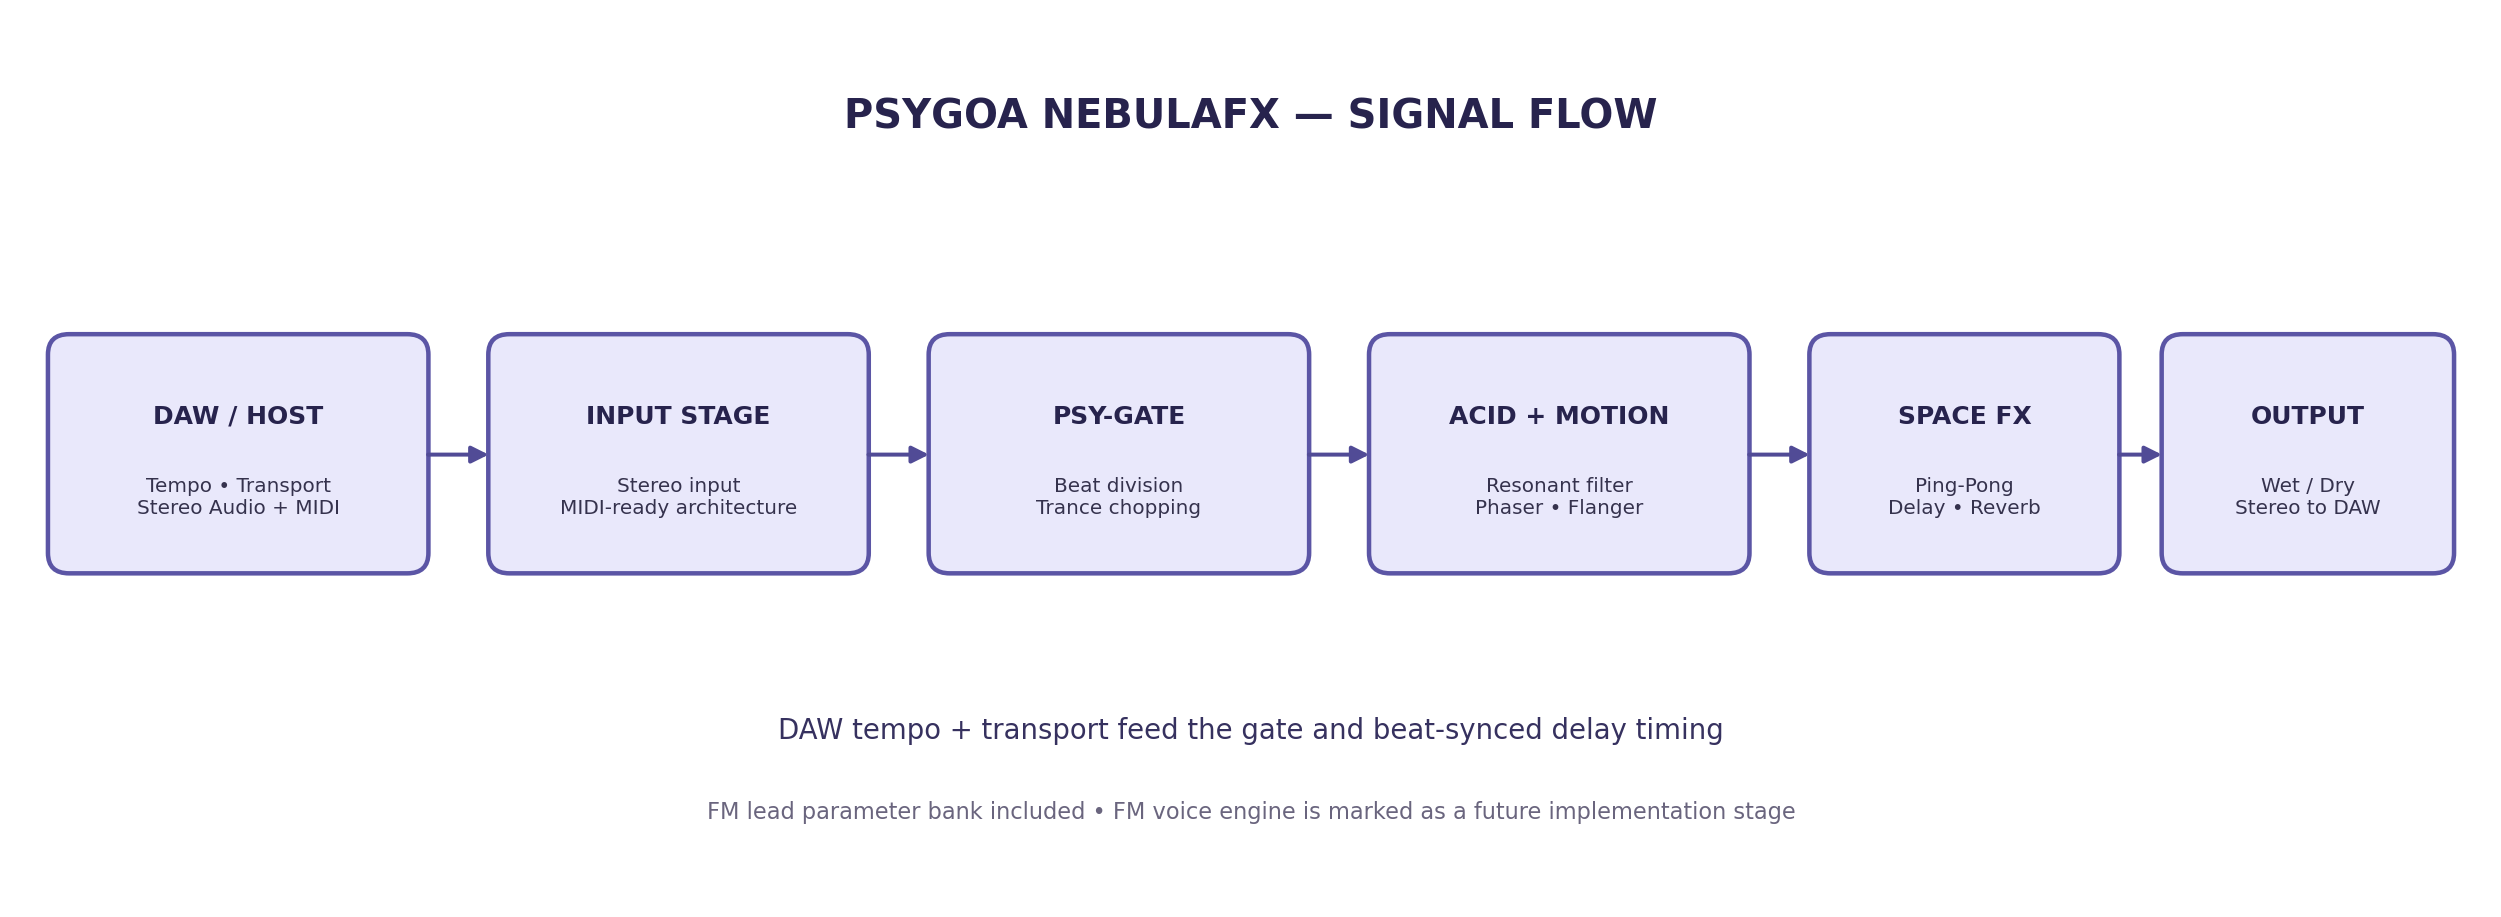 PSYGOA NEBULAFX — SIGNAL FLOW
DAW / HOST
Tempo • Transport
Stereo Audio + MIDI
INPUT STAGE
Stereo input
MIDI-ready architecture
PSY-GATE
Beat division
Trance chopping
ACID + MOTION
Resonant filter
Phaser • Flanger
SPACE FX
Ping-Pong
Delay • Reverb
OUTPUT
Wet / Dry
Stereo to DAW
DAW tempo + transport feed the gate and beat-synced delay timing
FM lead parameter bank included • FM voice engine is marked as a future implementation stage